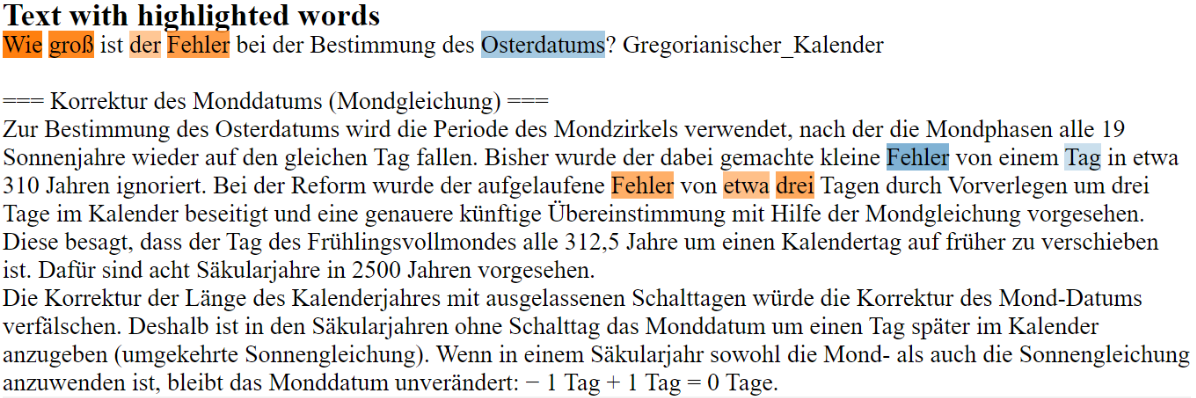 Text with highlighted words
Wie groß ist der Fehler bei der Bestimmung des Osterdatums? Gregorianischer_Kalender
=== Korrektur des Monddatums (Mondgleichung) ===
Zur Bestimmung des Osterdatums wird die Periode des Mondzirkels verwendet, nach der die Mondphasen alle 19
Sonnenjahre wieder auf den gleichen Tag fallen. Bisher wurde der dabei gemachte kleine Fehler von einem Tag in etwa
310 Jahren ignoriert. Bei der Reform wurde der aufgelaufene Fehler von etwa drei Tagen durch Vorverlegen um drei
Tage im Kalender beseitigt und eine genauere künftige Übereinstimmung mit Hilfe der Mondgleichung vorgesehen.
Diese besagt, dass der Tag des Frühlingsvollmondes alle 312,5 Jahre um einen Kalendertag auf früher zu verschieben
ist. Dafür sind acht Säkularjahre in 2500 Jahren vorgesehen.
Die Korrektur der Länge des Kalenderjahres mit ausgelassenen Schalttagen würde die Korrektur des Mond-Datums
verfälschen. Deshalb ist in den Säkularjahren ohne Schalttag das Monddatum um einen Tag später im Kalender
anzugeben (umgekehrte Sonnengleichung). Wenn in einem Säkularjahr sowohl die Mond- als auch die Sonnengleichung
anzuwenden ist, bleibt das Monddatum unverändert: − 1 Tag + 1 Tag = 0 Tage.